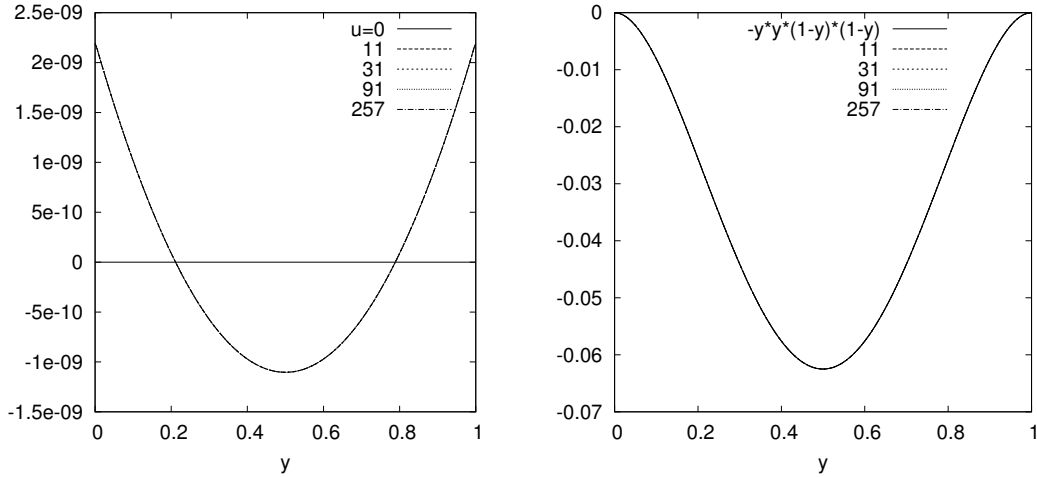 2.5e-09
2e-09
1.5e-09
1e-09
5e-10
0
-5e-10
-1e-09
-1.5e-09
0 0.2 0.4 0.6 0.8 1
y
u=0
11
31
91
257
0
-0.01
-0.02
-0.03
-0.04
-0.05
-0.06
-0.07
0 0.2 0.4 0.6 0.8 1
y
-y*y*(1-y)*(1-y)
11
31
91
257